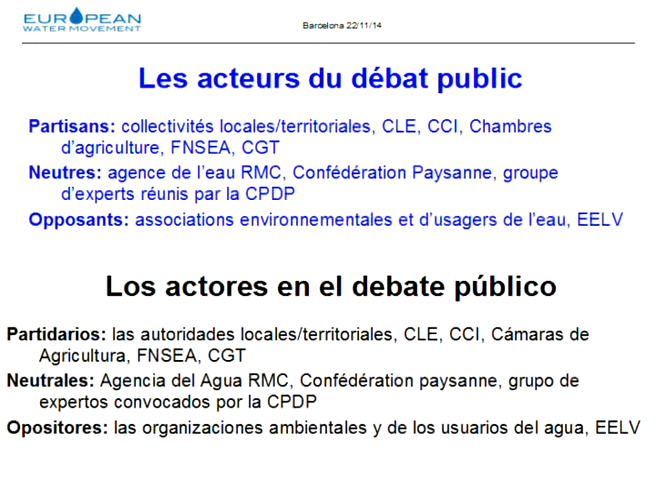 EUROPEAN
WATER MOVEMENT
Barcelona 22/11/14
Les acteurs du débat public
Partisans: collectivités locales/territoriales, CLE, CCI, Chambres
d’agriculture, FNSEA, CGT
Neutres: agence de l’eau RMC, Confédération Paysanne, groupe
d’experts réunis par la CPDP
Opposants: associations environnementales et d’usagers de l’eau, EELV
Los actores en el debate público
Partidarios: las autoridades locales/territoriales, CLE, CCI, Cámaras de
Agricultura, FNSEA, CGT
Neutrales: Agencia del Agua RMC, Confédération paysanne, grupo de
expertos convocados por la CPDP
Opositores: las organizaciones ambientales y de los usuarios del agua, EELV